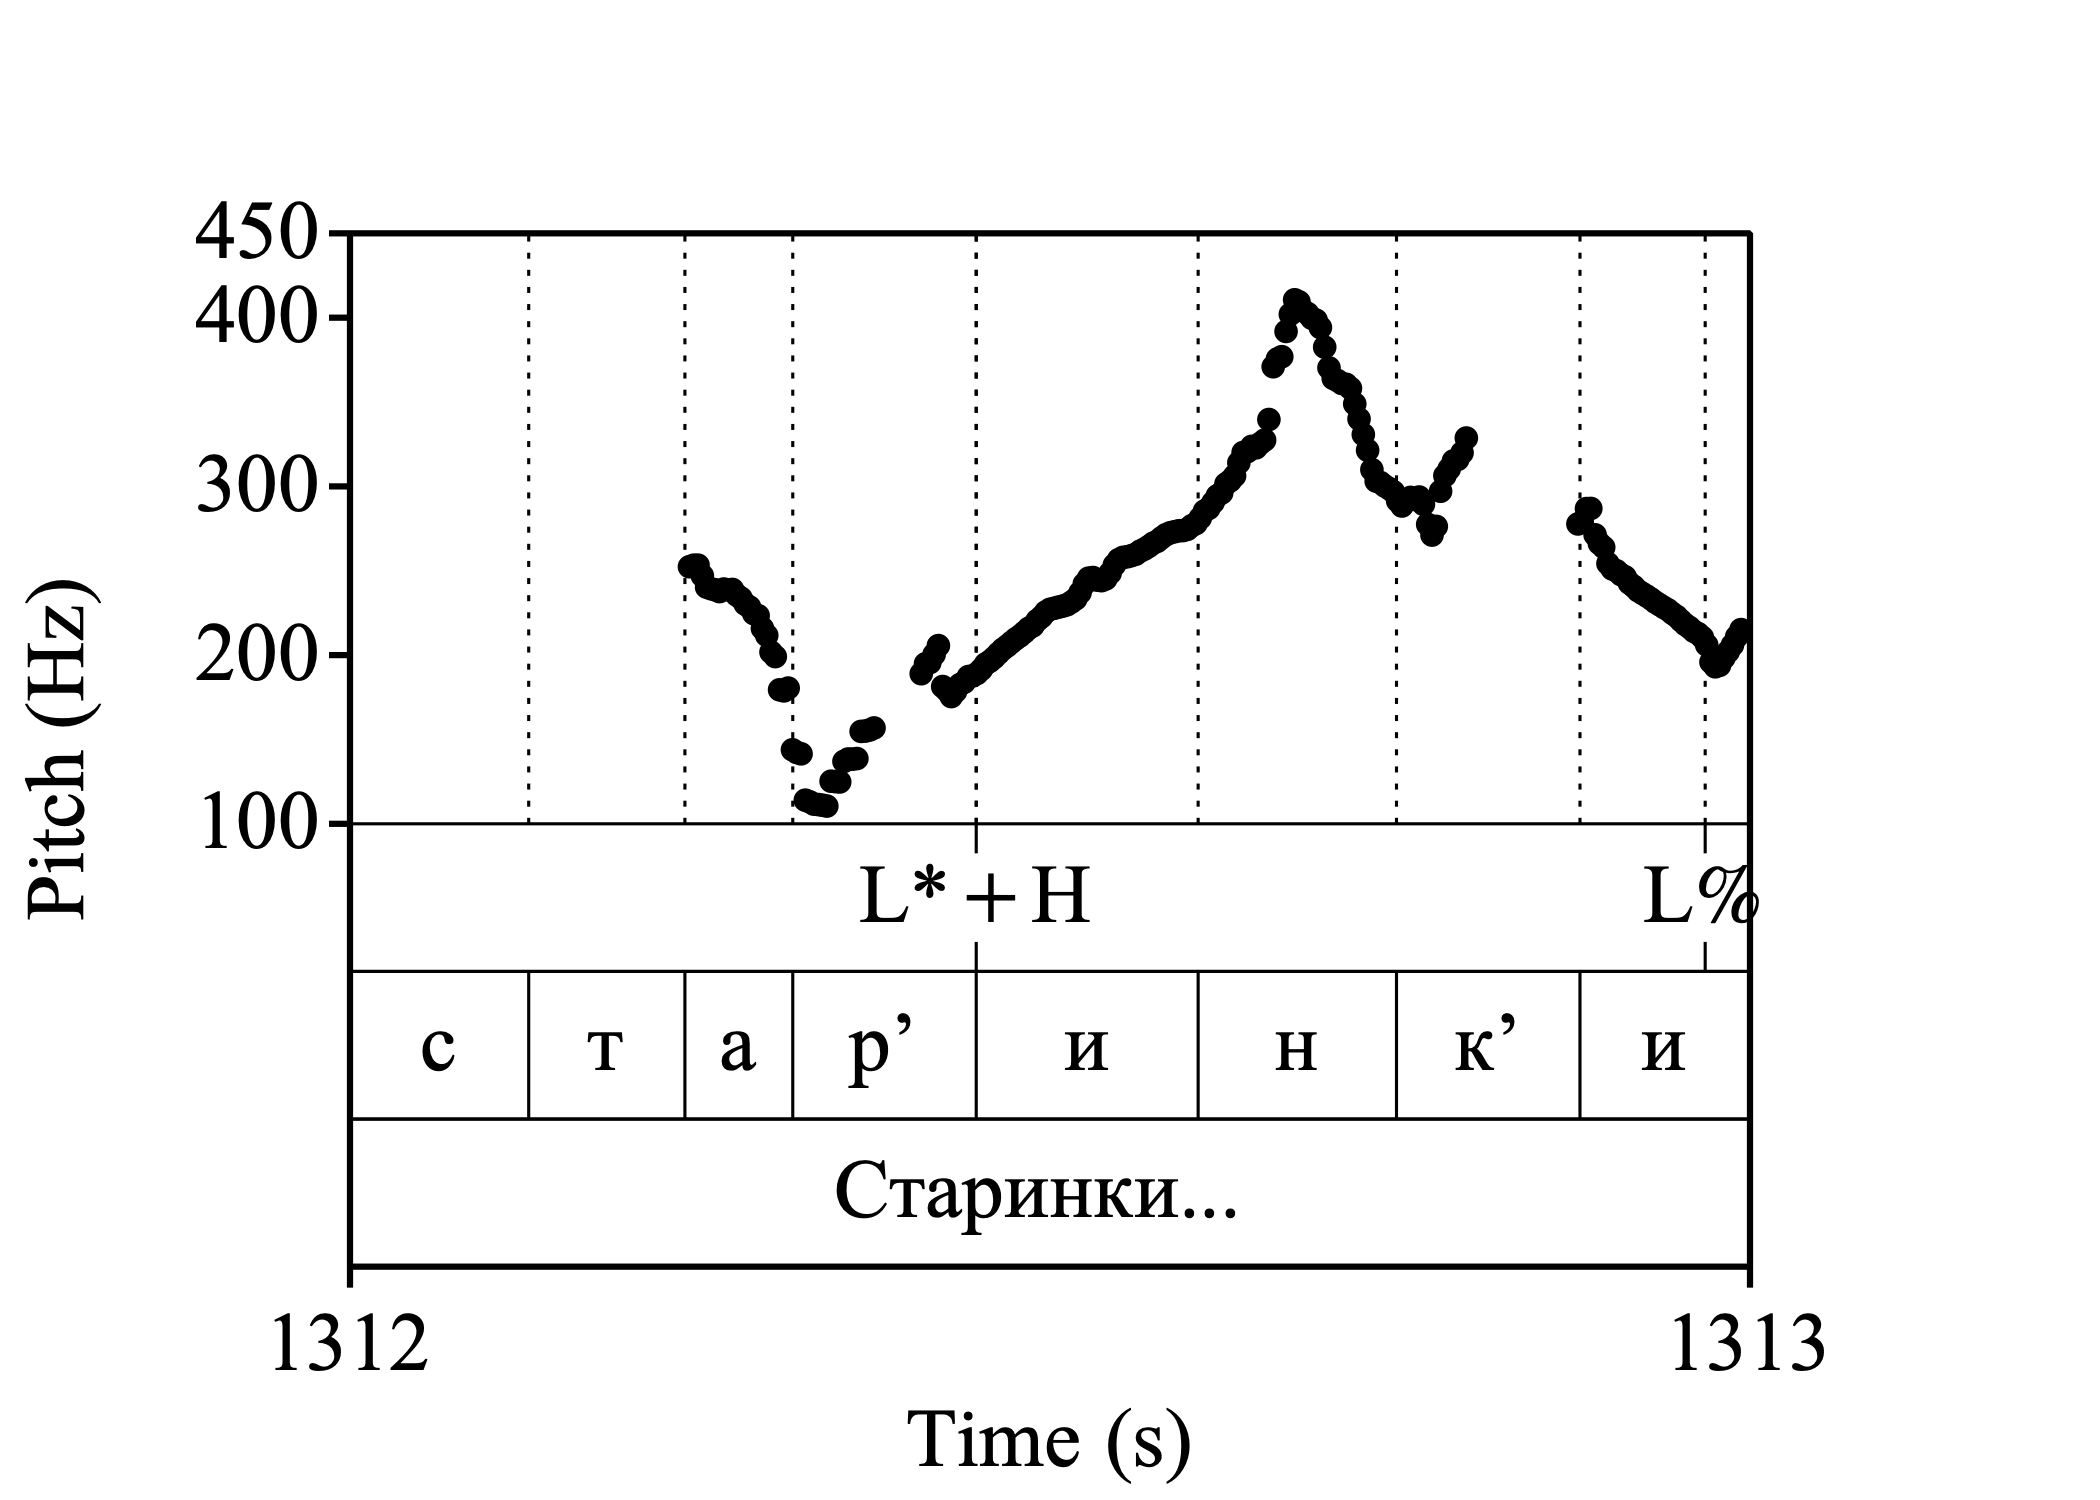 450
400
300
200
100
Pitch (Hz)
L*+H L%
с т а р’ и н к’ и
Старинки...
1312 1313
Time (s)